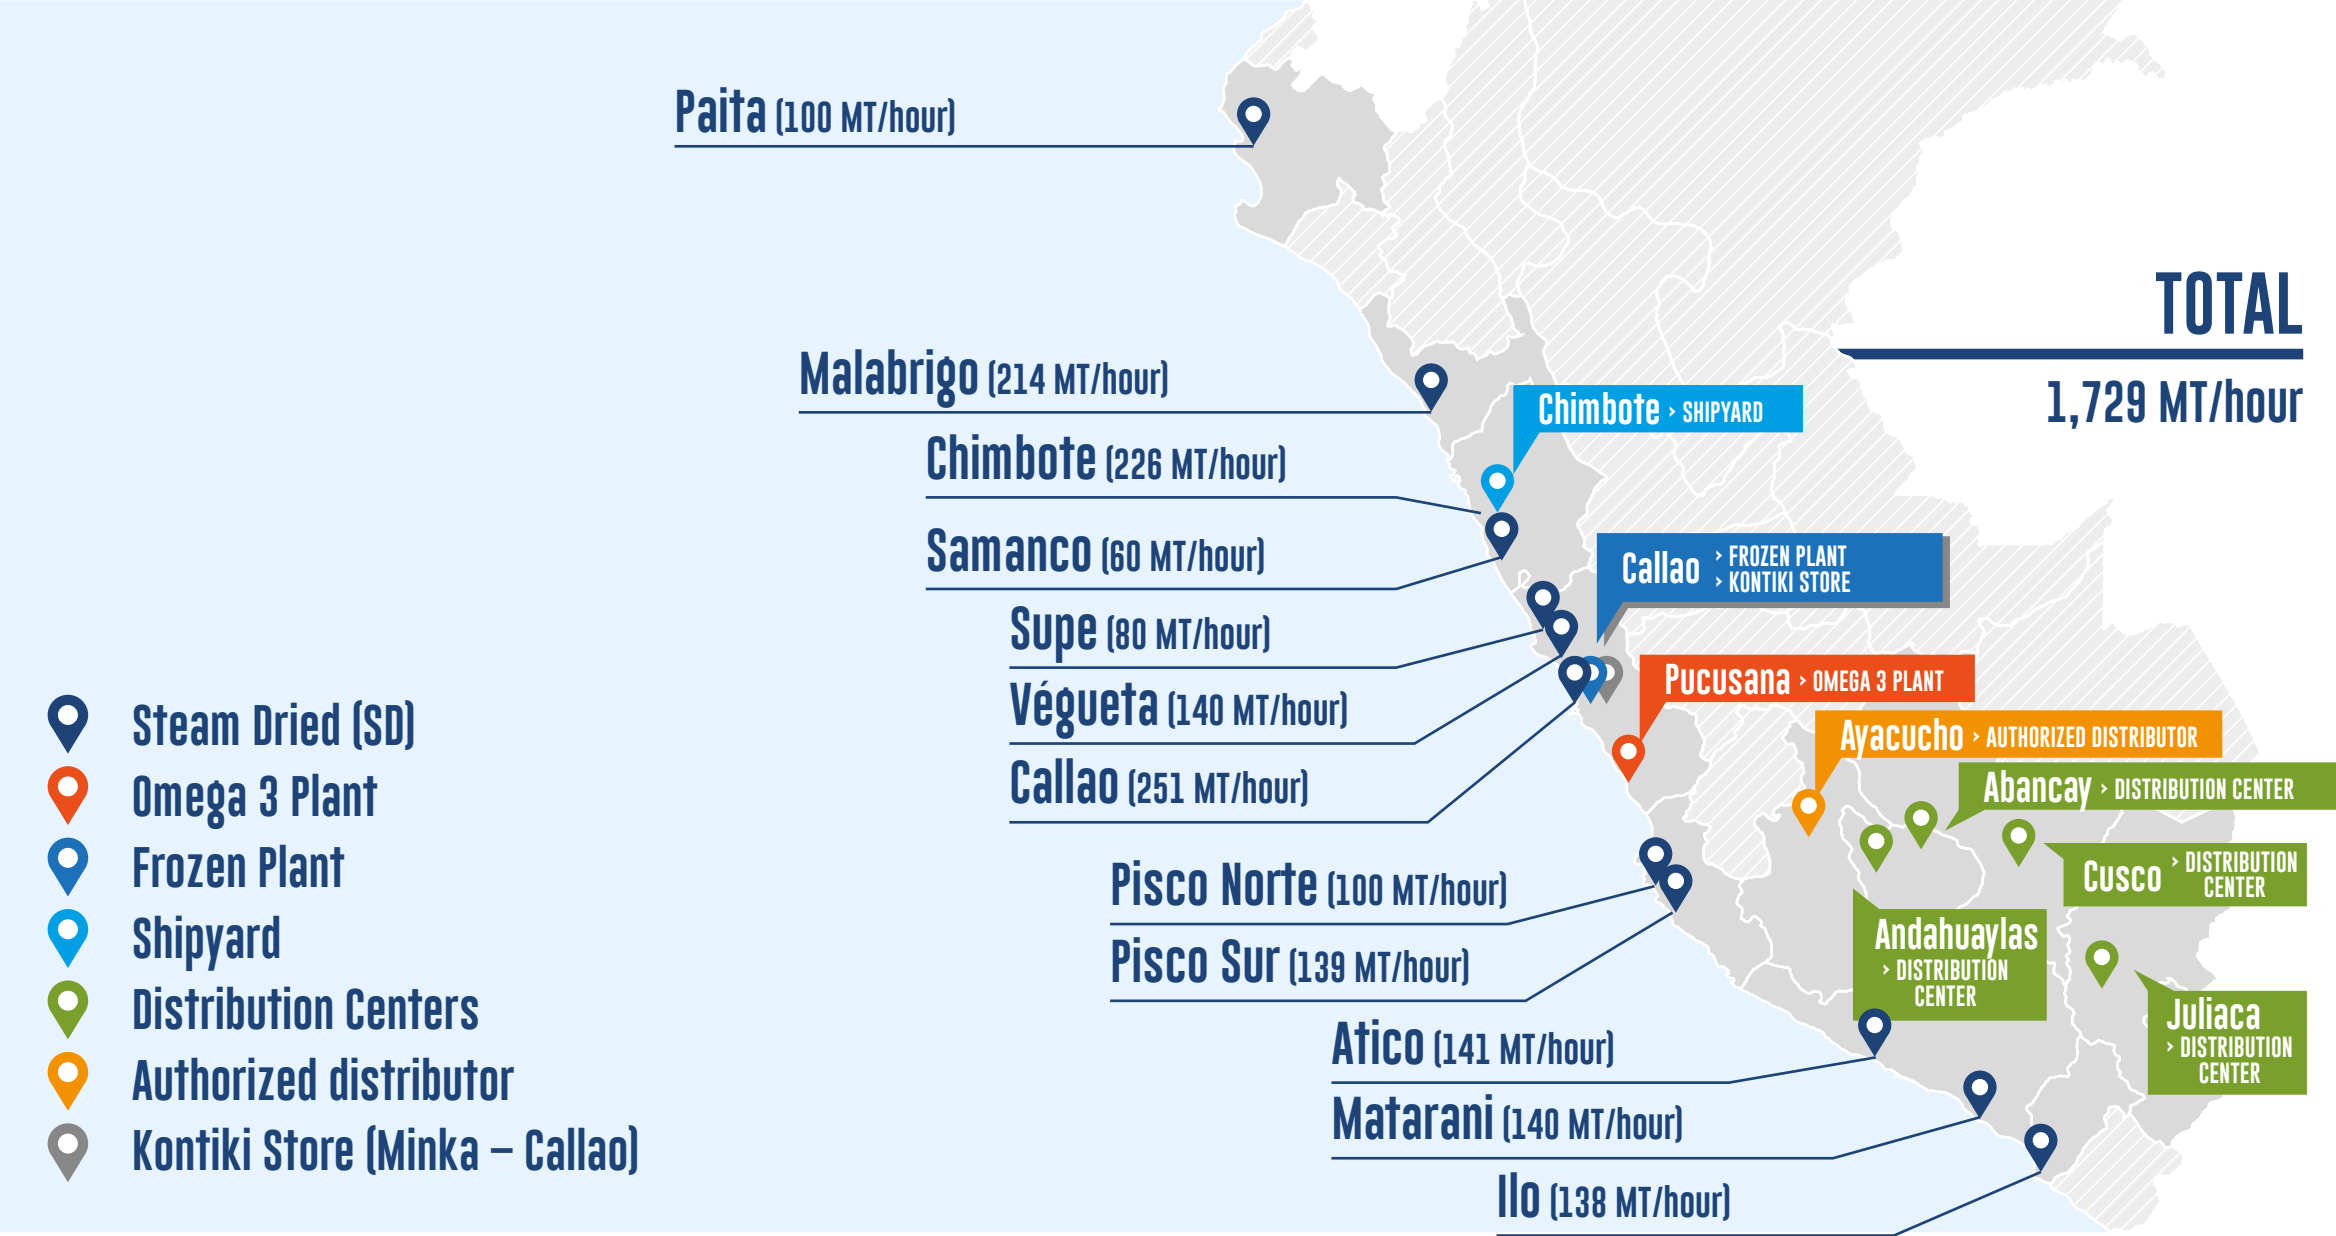 Paita (100 MT/hour)
TOTAL
1,729 MT/hour
Malabrigo (214 MT/hour)
Chimbote › SHIPYARD
Chimbote (226 MT/hour)
Samanco (60 MT/hour)
Callao › FROZEN PLANT
› KONTIKI STORE
Supe (80 MT/hour)
Végueta (140 MT/hour)
Pucusana › OMEGA 3 PLANT
Callao (251 MT/hour)
Ayacucho › AUTHORIZED DISTRIBUTOR
Abancay › DISTRIBUTION CENTER
Cusco › DISTRIBUTION
CENTER
Pisco Norte (100 MT/hour)
Pisco Sur (139 MT/hour)
Andahuaylas
› DISTRIBUTION
CENTER
Juliaca
› DISTRIBUTION
CENTER
Atico (141 MT/hour)
Matarani (140 MT/hour)
Ilo (138 MT/hour)
Steam Dried (SD)
Omega 3 Plant
Frozen Plant
Shipyard
Distribution Centers
Authorized distributor
Kontiki Store (Minka – Callao)